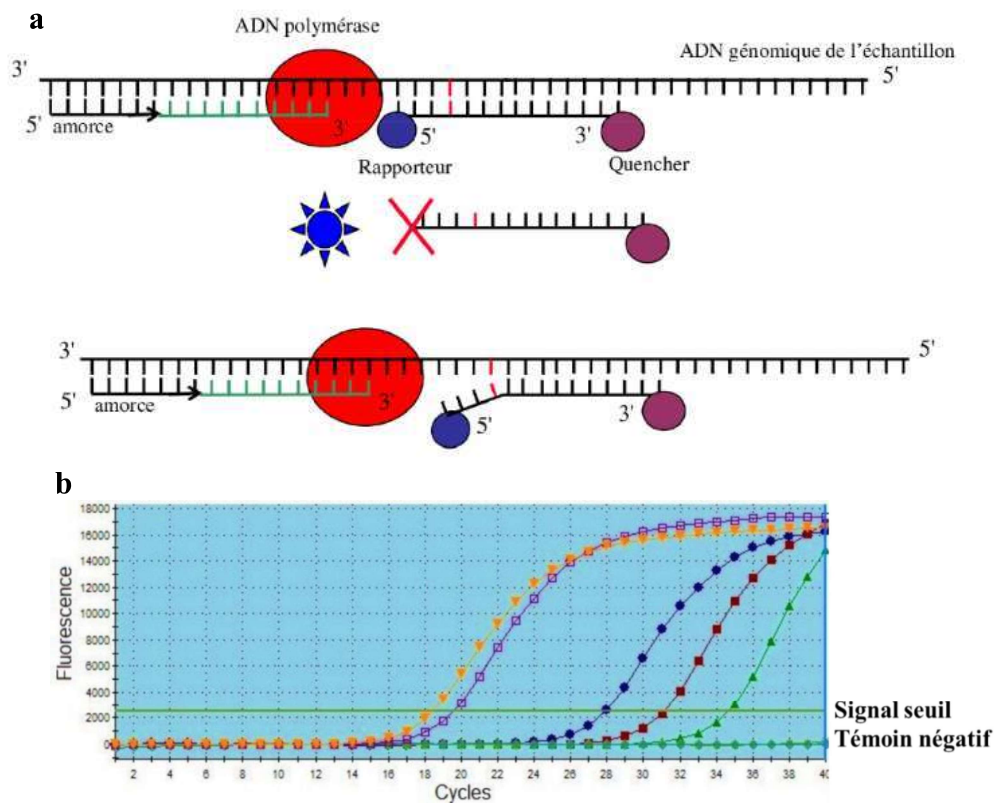 a
ADN polymérase
ADN génomique de l'échantillon
3'
5'
5'
amorce
3'
5'
3'
Rapporteur
Quencher
3'
5'
5'
amorce
3'
5'
3'
b
18000
16000
14000
12000
10000
8000
6000
4000
2000
0
Fluorescence
Signal seuil
Témoin négatif
2 4 6 8 10 12 14 16 18 20 22 24 26 28 30 32 34 36 38 40
Cycles